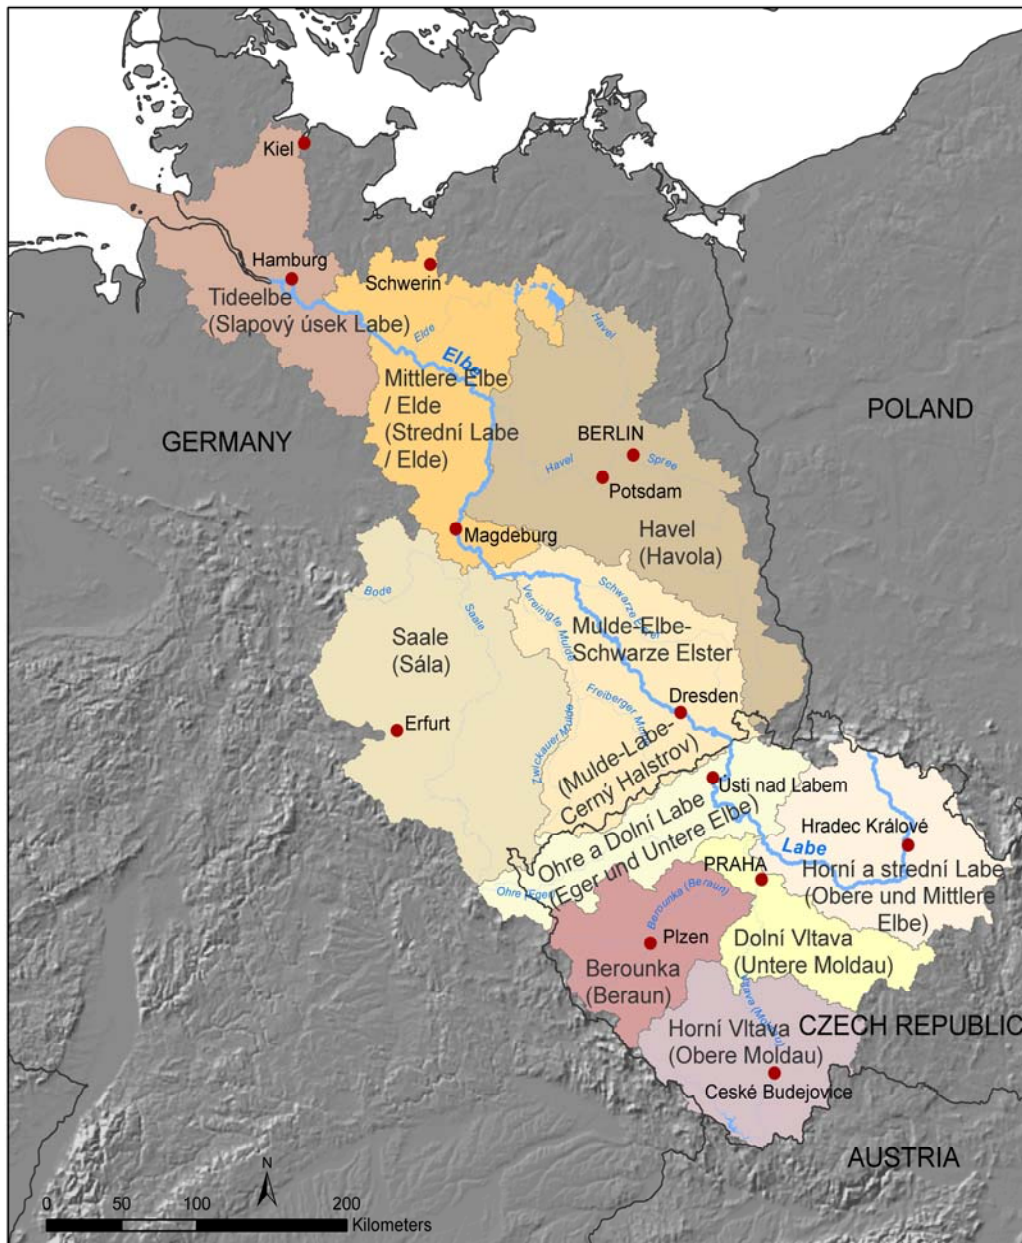 Kiel
Hamburg
Schwerin
Tideelbe
(Slapový úsek Labe)
Elde
Havel
Elbe
Mittlere Elbe
/ Elde
(Strední Labe
/ Elde)
POLAND
GERMANY
BERLIN
Havel
Spree
Potsdam
Magdeburg
Havel
(Havola)
Bode
Saale
Vereinigte Mulde
Schwarze Elster
Mulde-Elbe-
Schwarze Elster
Saale
(Sála)
Freiberger
Dresden
Erfurt
Zwickauer Mulde
(Mulde-Labe-
Cerný Halstrov)
Ústi nad Labem
Ohre a Dolní Labe
(Eger und Untere Elbe)
Hradec Králové
Labe
PRAHA
Horní a strední Labe
(Obere und Mittlere
Elbe)
Ohre (Eger)
Berounka (Beraun)
Plzen
Dolní Vltava
(Untere Moldau)
Berounka
(Beraun)
Vltava (Moldau)
CZECH REPUBLIC
Horní Vltava
(Obere Moldau)
Ceské Budejovice
AUSTRIA
N
0 50 100 200
Kilometers